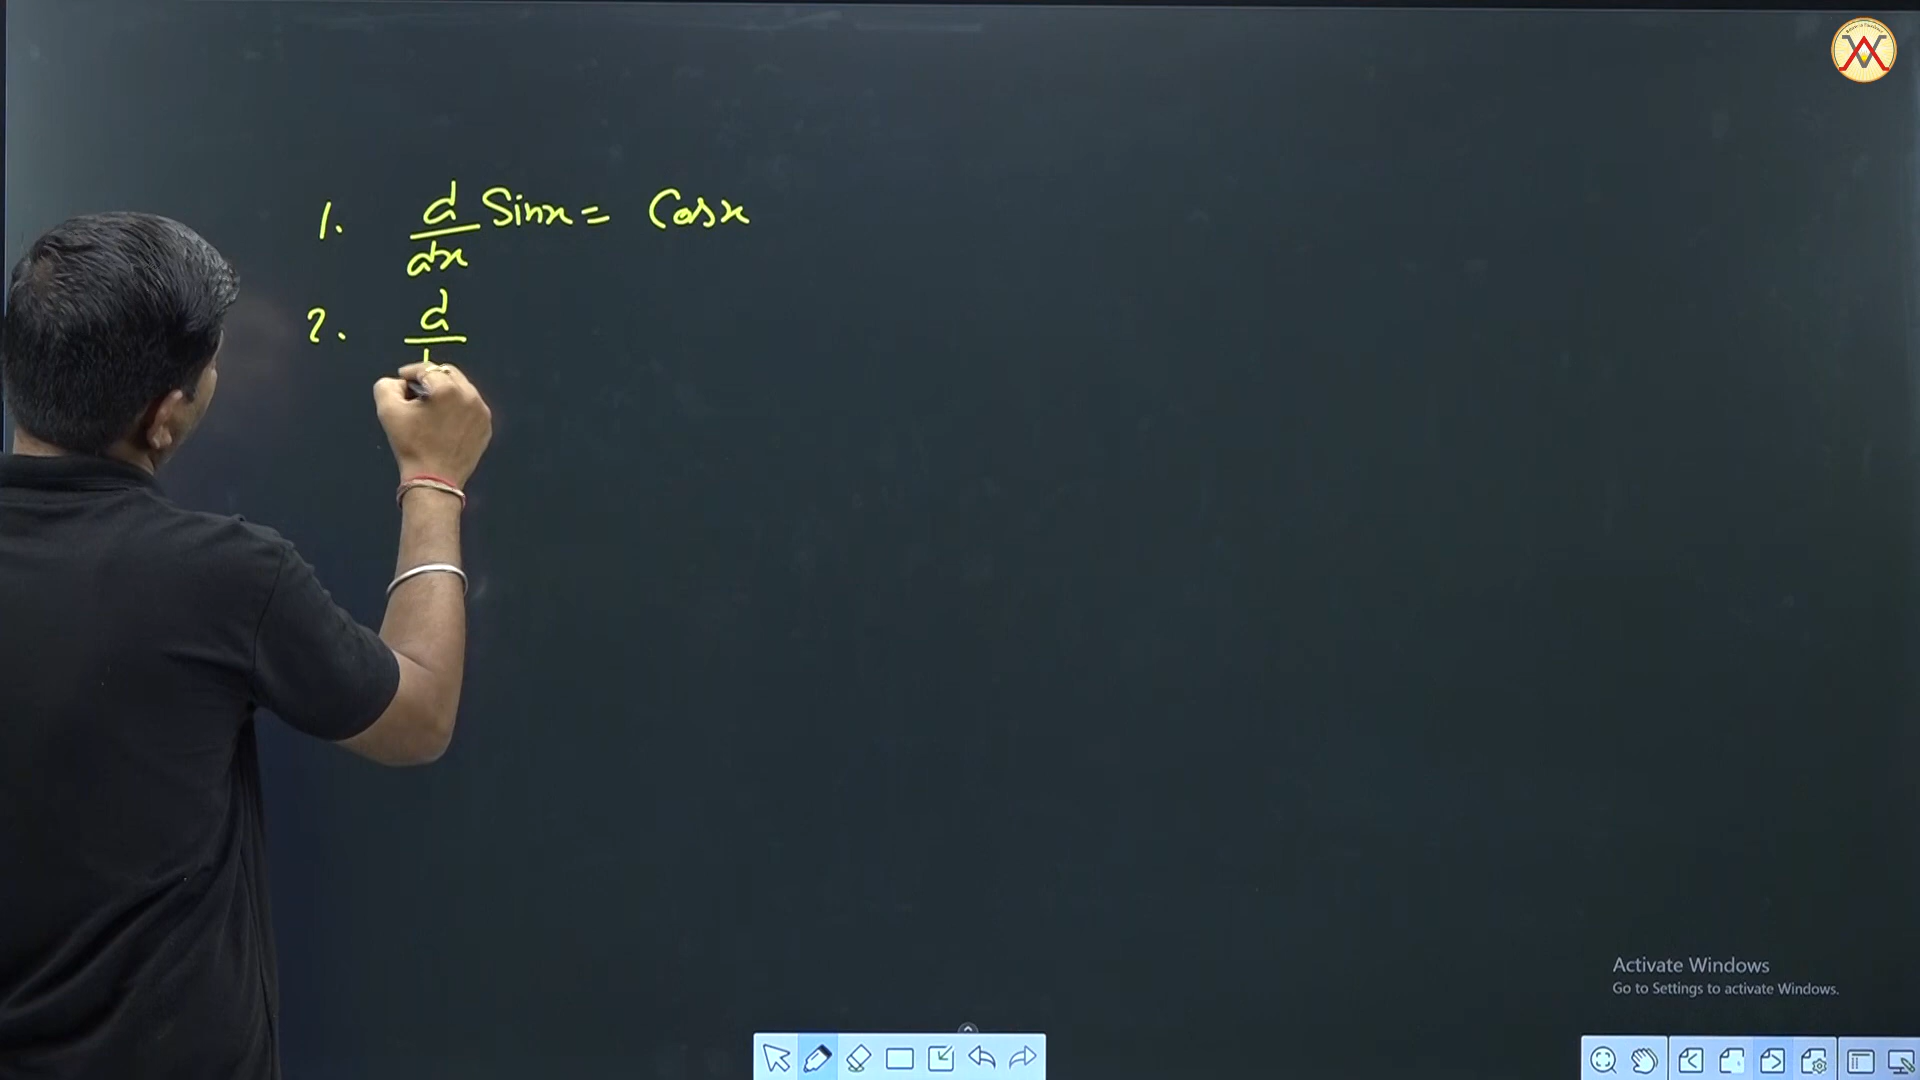 1. d/dx Sinx = Cosx
2. d/d
Activate Windows
Go to Settings to activate Windows.